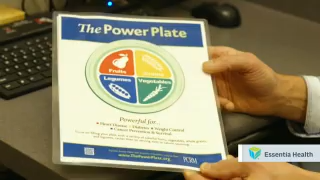 The Power Plate
Fruits
Grains
Legumes
Vegetables
Powerful for...
• Heart Disease • Diabetes • Weight Control
• Cancer Prevention & Survival
www.ThePowerPlate.org
PCRM
Essentia Health